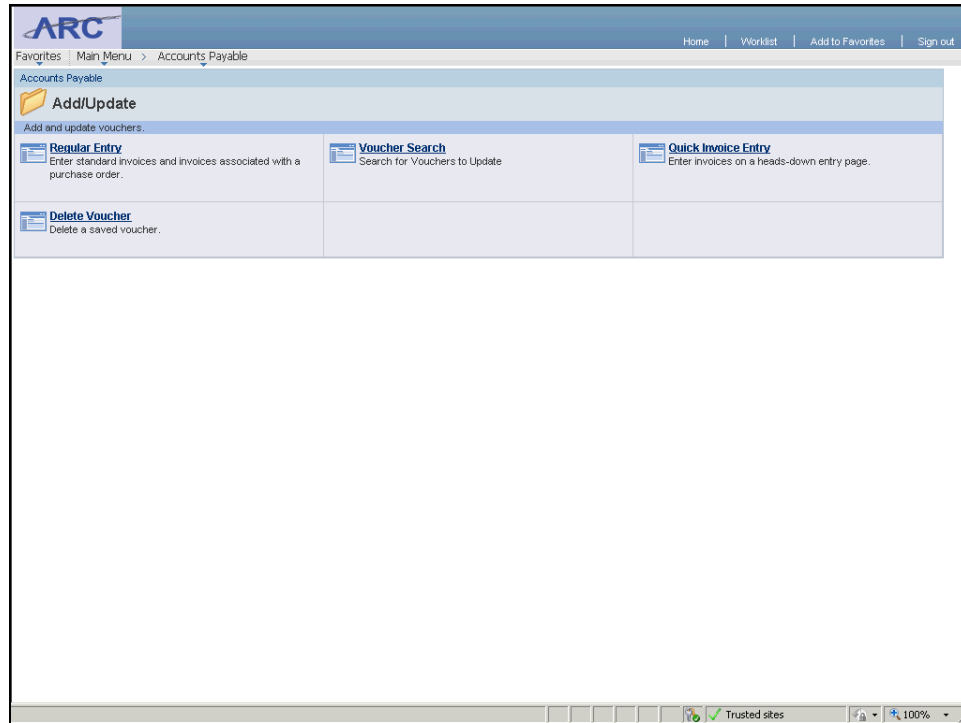 ARC
Home | Worklist | Add to Favorites | Sign out
Favorites Main Menu > Accounts Payable
Accounts Payable
Add/Update
Add and update vouchers.
Regular Entry
Enter standard invoices and invoices associated with a
purchase order.
Voucher Search
Search for Vouchers to Update
Quick Invoice Entry
Enter invoices on a heads-down entry page.
Delete Voucher
Delete a saved voucher.
Trusted sites
100%